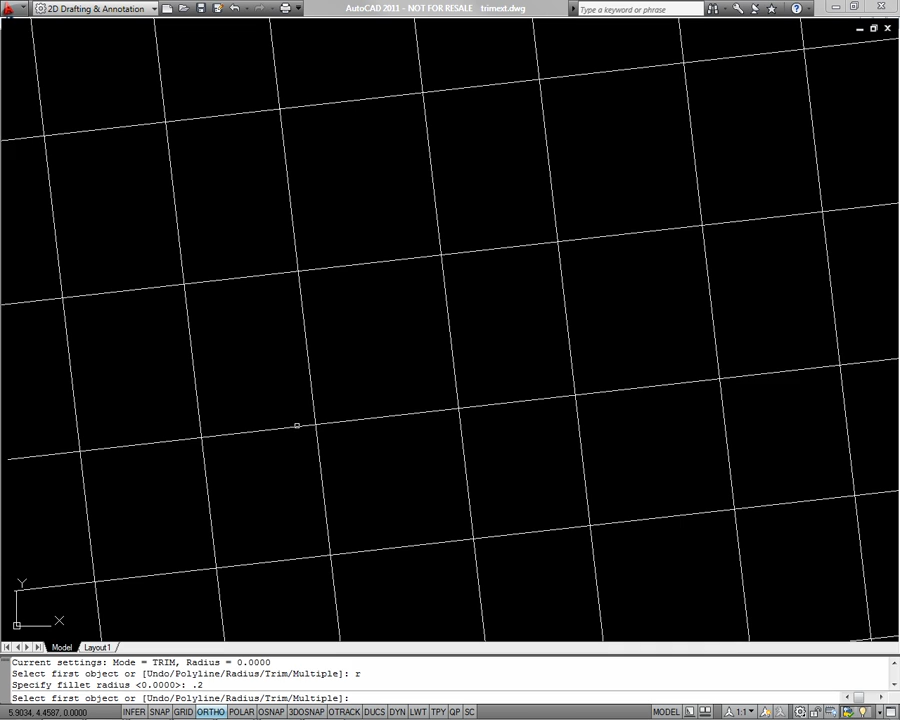 2D Drafting & Annotation
AutoCAD 2011 - NOT FOR RESALE trimext.dwg
Type a keyword or phrase
Y
X
Model Layout1
Current settings: Mode = TRIM, Radius = 0.0000
Select first object or [Undo/Polyline/Radius/Trim/Multiple]: r
Specify fillet radius <0.0000>: .2
Select first object or [Undo/Polyline/Radius/Trim/Multiple]:
5.9034, 4.4587, 0.0000 INFER SNAP GRID ORTHO POLAR OSNAP 3DOSNAP OTRACK DUCS DYN LWT TPY QP SC MODEL 1:1